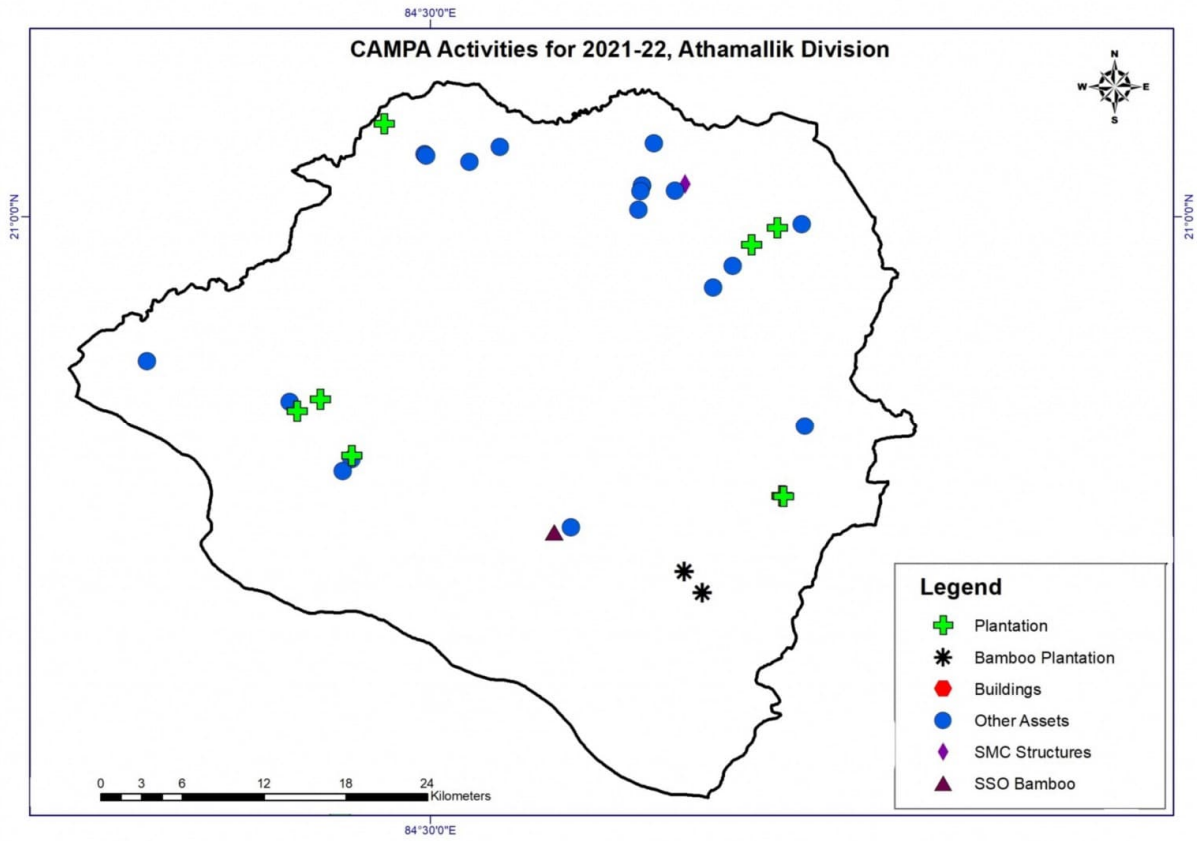 84°30'0"E
CAMPA Activities for 2021-22, Athamallik Division
N
W E
S
21°0'0"N
21°0'0"N
Legend
Plantation
Bamboo Plantation
Buildings
Other Assets
SMC Structures
SSO Bamboo
0 3 6 12 18 24
Kilometers
84°30'0"E